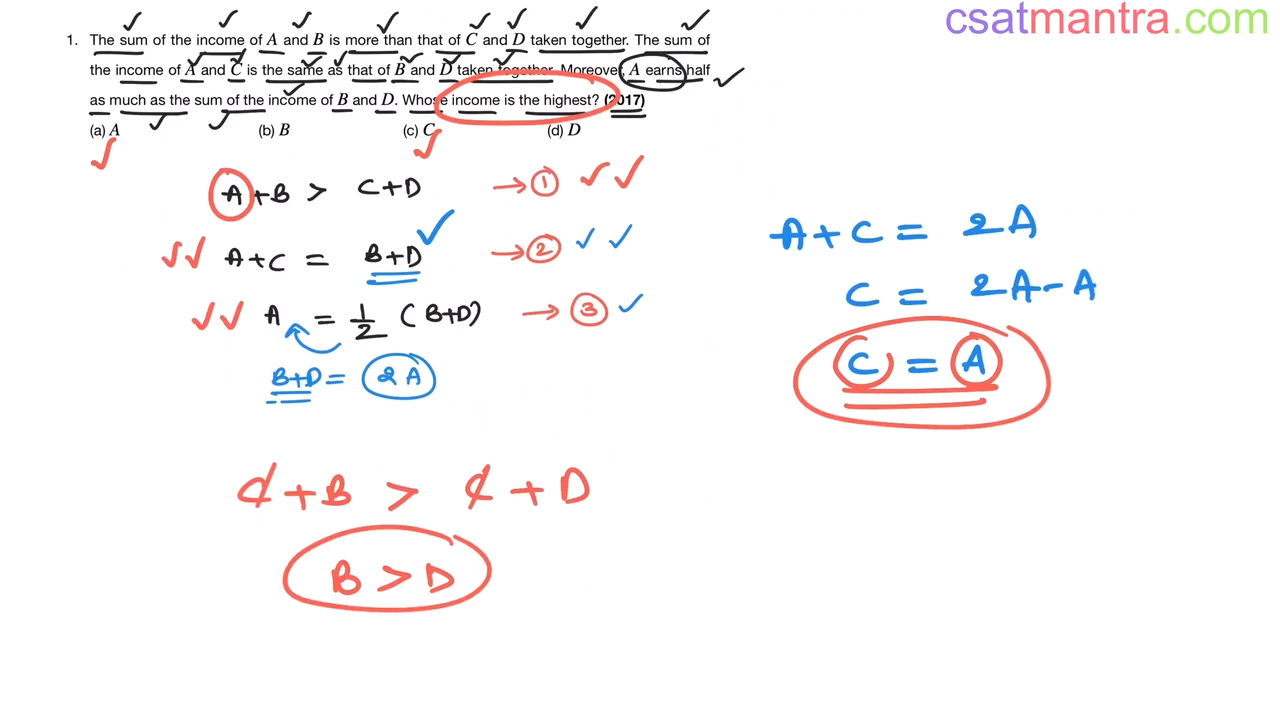 csatmantra.com
1. The sum of the income of A and B is more than that of C and D taken together. The sum of
the income of A and C is the same as that of B and D taken together. Moreover, A earns half
as much as the sum of the income of B and D. Whose income is the highest? (2017)
(a) A (b) B (c) C (d) D
A+B > C+D → 1
A+C = B+D → 2
A = 1/2 (B+D) → 3
B+D = 2A
A+C = 2A
C = 2A-A
C = A
C+B > C+D
B > D